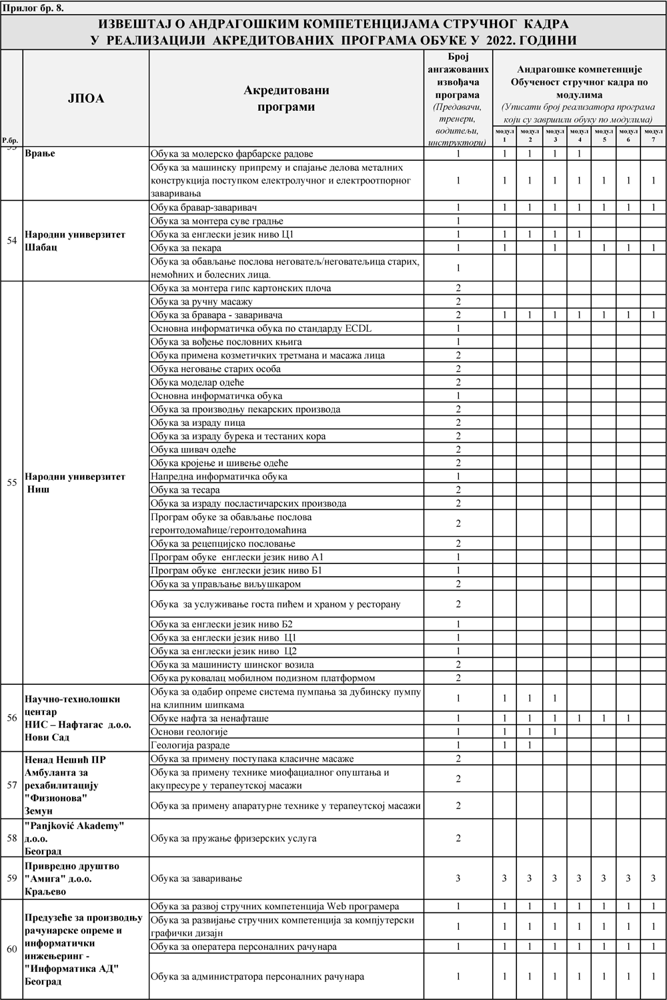 Прилог бр. 8.
ИЗВЕШТАЈ О АНДРАГОШКИМ КОМПЕТЕНЦИЈАМА СТРУЧНОГ КАДРА
У РЕАЛИЗАЦИЈИ АКРЕДИТОВАНИХ ПРОГРАМА ОБУКЕ У 2022. ГОДИНИ
Р.бр.
ЈПОА
Акредитовани
програми
Број
ангажованих
извођача
програма
(Предавачи,
тренери,
водитељи,
инструктори)
Андрагошке компетенције
Обученост стручног кадра по
модулима
(Уписати број реализатора програма
који су завршили обуку по модулима)
модул 1 модул 2 модул 3 модул 4 модул 5 модул 6 модул 7
53
Врање
Обука за молерско фарбарске радове 1 1 1 1 1
Обука за машинску припрему и спајање делова металних
конструкција поступком електролучног и електроотпорног
заваривања 1 1 1 1 1 1 1 1
54
Народни универзитет
Шабац
Обука бравар-заваривач 1 1 1 1 1 1 1 1
Обука за монтера суве градње 1
Обука за енглески језик ниво Ц1 1 1 1 1 1
Обука за пекара 1 1 1 1 1 1
Обука за обављање послова неговатељ/неговатељица старих,
немоћних и болесних лица. 1
55
Народни универзитет
Ниш
Обука за монтера гипс картонских плоча 2
Обука за ручну масажу 2
Обука за бравара - заваривача 2 1 1 1 1 1 1 1
Основна информатичка обука по стандарду ECDL 1
Обука за вођење пословних књига 1
Обука примена козметичких третмана и масажа лица 2
Обука неговање старих особа 2
Обука моделар одеће 2
Основна информатичка обука 1
Обука за производњу пекарских производа 2
Обука за израду пица 2
Обука за израду бурека и тестаних кора 2
Обука шивач одеће 2
Обука кројење и шивење одеће 2
Напредна информатичка обука 1
Обука за тесара 2
Обука за израду посластичарских производа 2
Програм обуке за обављање послова
геронтодомаћице/геронтодомаћина 2
Обука за рецепцијско пословање 2
Програм обуке енглески језик ниво А1 1
Програм обуке енглески језик ниво Б1 1
Обука за управљање виљушкаром 2
Обука за услуживање госта пићем и храном у ресторану 2
Обука за енглески језик ниво Б2 1
Обука за енглески језик ниво Ц1 1
Обука за енглески језик ниво Ц2 1
Обука за машинисту шинског возила 2
Обука руковалац мобилном подизном платформом 2
56
Научно-технолошки
центар
НИС – Нафтагас д.о.о.
Нови Сад
Обука за одабир опреме система пумпања за дубинску пумпу
на клипним шипкама 1 1 1 1
Обуке нафта за ненафташе 1 1 1 1 1 1 1
Основи геологије 1 1 1 1
Геологија разраде 1 1 1
57
Ненад Нешић ПР
Амбуланта за
рехабилитацију
"Физионова"
Земун
Обука за примену поступака класичне масаже 2
Обука за примену технике миофациалног опуштања и
акупресуре у терапеутској масажи 2
Обука за примену апаратурне технике у терапеутској масажи 2
58
"Panjković Akademy"
д.о.о.
Београд
Обука за пружање фризерских услуга 2
59
Привредно друштво
"Амига" д.о.о.
Краљево
Обука за заваривање 3 3 3 3 3 3 3 3
60
Предузеће за производњу
рачунарске опреме и
информатички
инжењеринг -
"Информатика АД"
Београд
Обука за развој стручних компетенција Web програмера 1 1 1 1 1 1 1 1
Обука за развијање стручних компетенција за компјутерски
графички дизајн 1 1 1 1 1 1 1 1
Обука за оператера персоналних рачунара 1 1 1 1 1 1 1 1
Обука за администратора персоналних рачунара 1 1 1 1 1 1 1 1